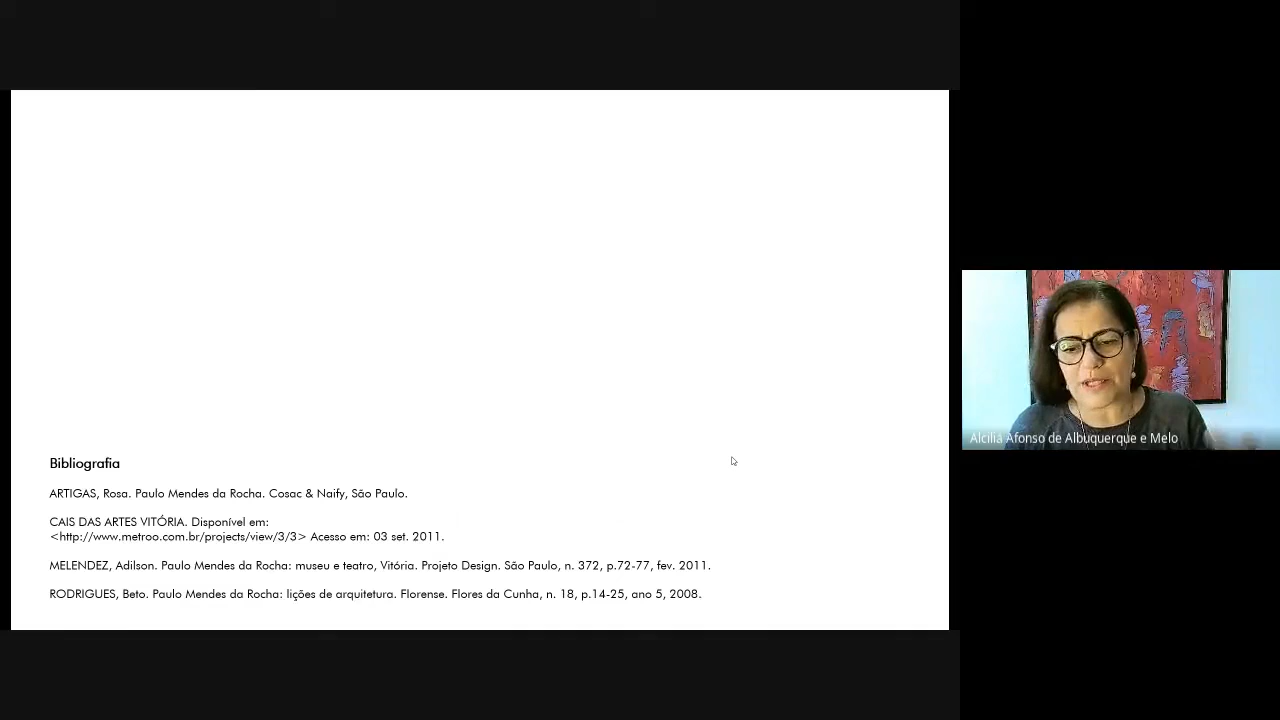 Bibliografia
ARTIGAS, Rosa. Paulo Mendes da Rocha. Cosac & Naify, São Paulo.
CAIS DAS ARTES VITÓRIA. Disponível em:
<http://www.metroo.com.br/projects/view/3/3> Acesso em: 03 set. 2011.
MELENDEZ, Adilson. Paulo Mendes da Rocha: museu e teatro, Vitória. Projeto Design. São Paulo, n. 372, p.72-77, fev. 2011.
RODRIGUES, Beto. Paulo Mendes da Rocha: lições de arquitetura. Florense. Flores da Cunha, n. 18, p.14-25, ano 5, 2008.
Alcília Afonso de Albuquerque e Melo